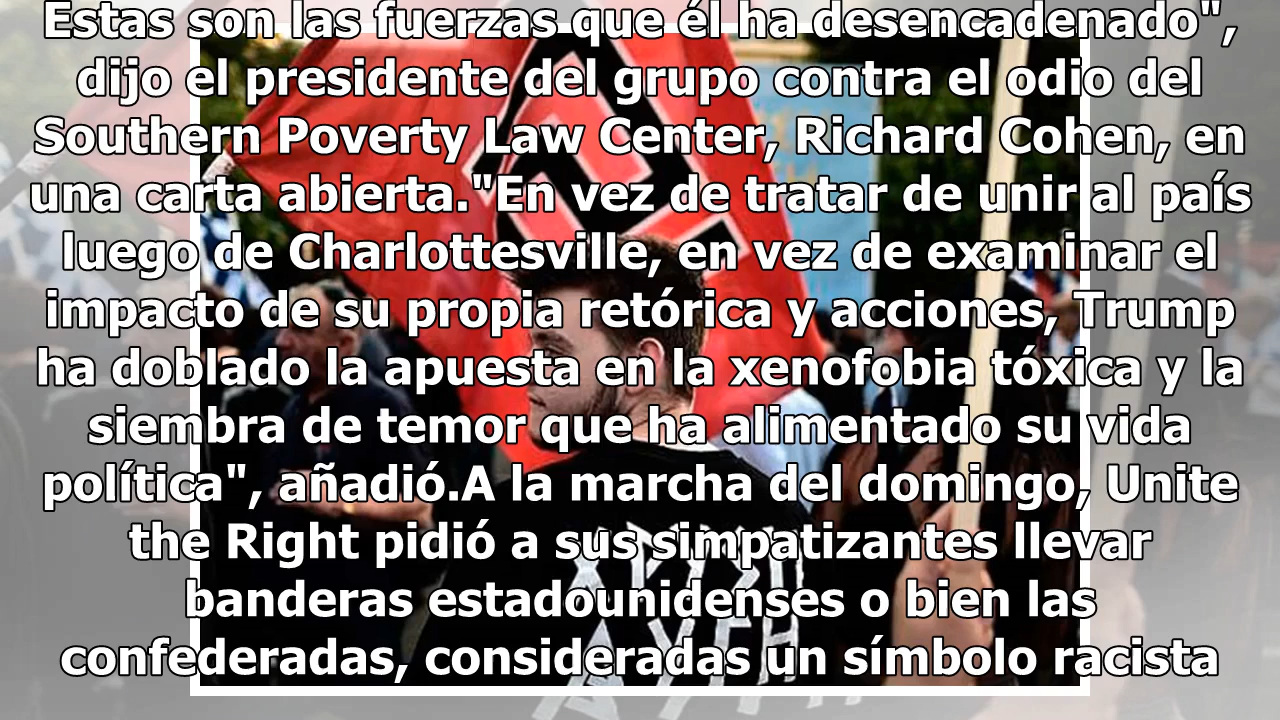 Estas son las fuerzas que él ha desencadenado",
dijo el presidente del grupo contra el odio del
Southern Poverty Law Center, Richard Cohen, en
una carta abierta."En vez de tratar de unir al país
luego de Charlottesville, en vez de examinar el
impacto de su propia retórica y acciones, Trump
ha doblado la apuesta en la xenofobia tóxica y la
siembra de temor que ha alimentado su vida
política", añadió.A la marcha del domingo, Unite
the Right pidió a sus simpatizantes llevar
banderas estadounidenses o bien las
confederadas, consideradas un símbolo racista